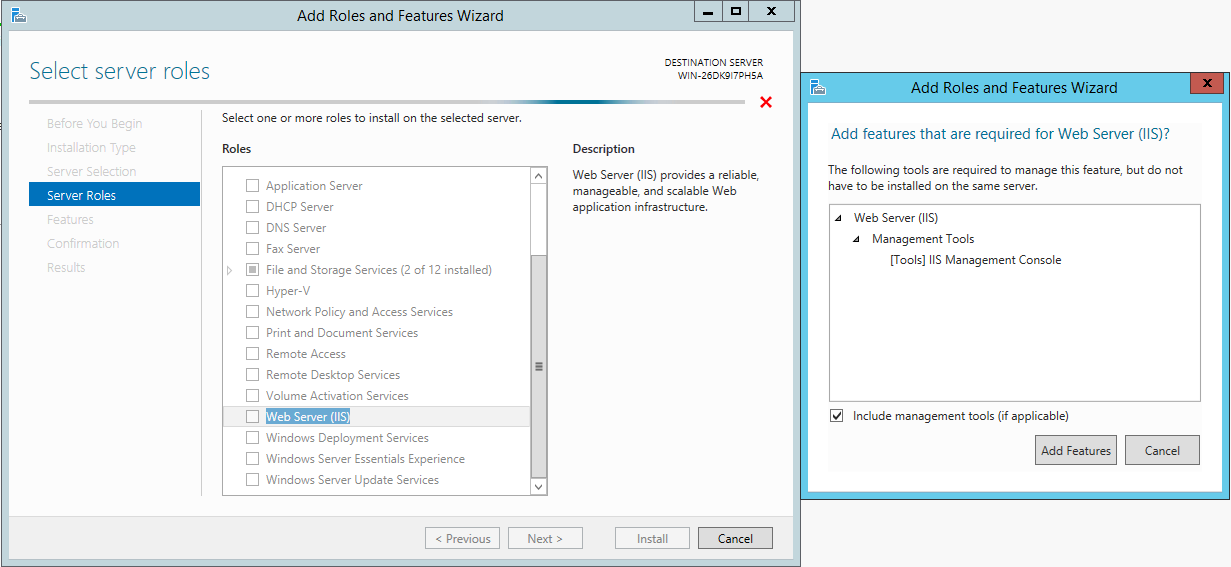 Add Roles and Features Wizard
Select server roles
DESTINATION SERVER
WIN-26DK9I7PH5A
Before You Begin
Installation Type
Server Selection
Server Roles
Features
Confirmation
Results
Select one or more roles to install on the selected server.
Roles
Application Server
DHCP Server
DNS Server
Fax Server
File and Storage Services (2 of 12 installed)
Hyper-V
Network Policy and Access Services
Print and Document Services
Remote Access
Remote Desktop Services
Volume Activation Services
Web Server (IIS)
Windows Deployment Services
Windows Server Essentials Experience
Windows Server Update Services
Description
Web Server (IIS) provides a reliable,
manageable, and scalable Web
application infrastructure.
< Previous
Next >
Install
Cancel
Add Roles and Features Wizard
Add features that are required for Web Server (IIS)?
The following tools are required to manage this feature, but do not
have to be installed on the same server.
Web Server (IIS)
Management Tools
[Tools] IIS Management Console
Include management tools (if applicable)
Add Features
Cancel